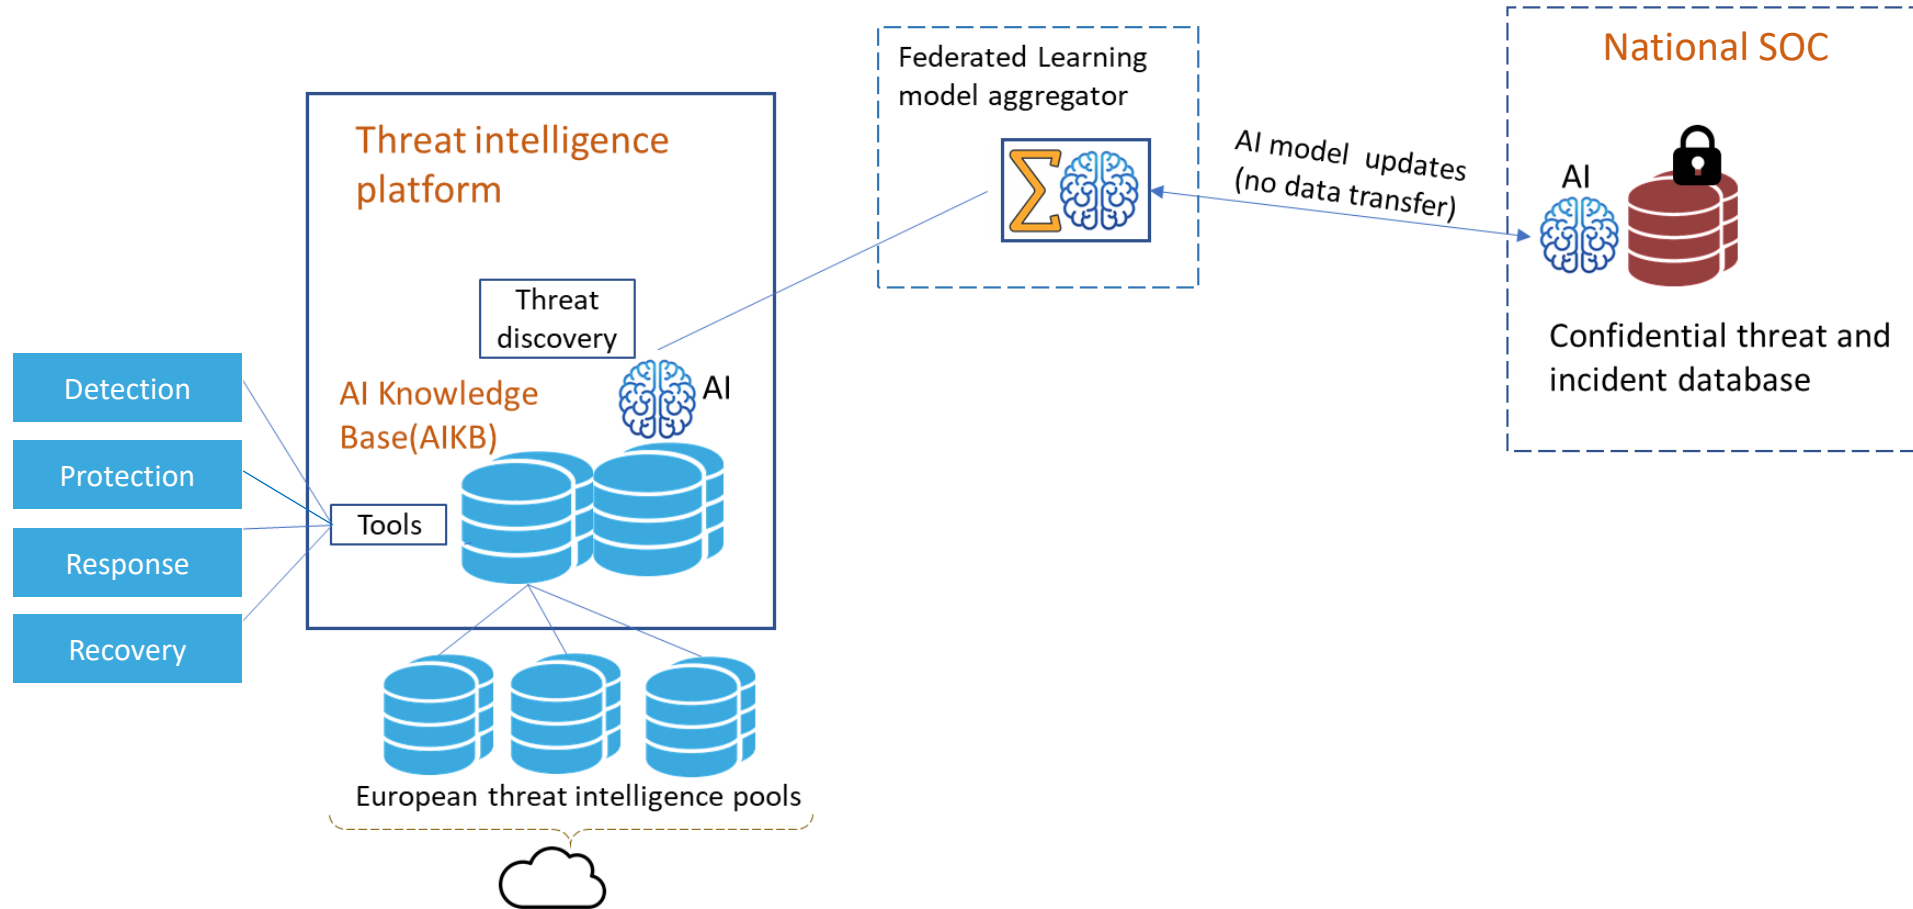 Federated Learning
model aggregator
National SOC
Threat intelligence
platform
AI model updates
(no data transfer)
AI
Threat
discovery
Confidential threat and
incident database
AI Knowledge
Base(AIKB)
AI
Detection
Protection
Response
Recovery
Tools
European threat intelligence pools